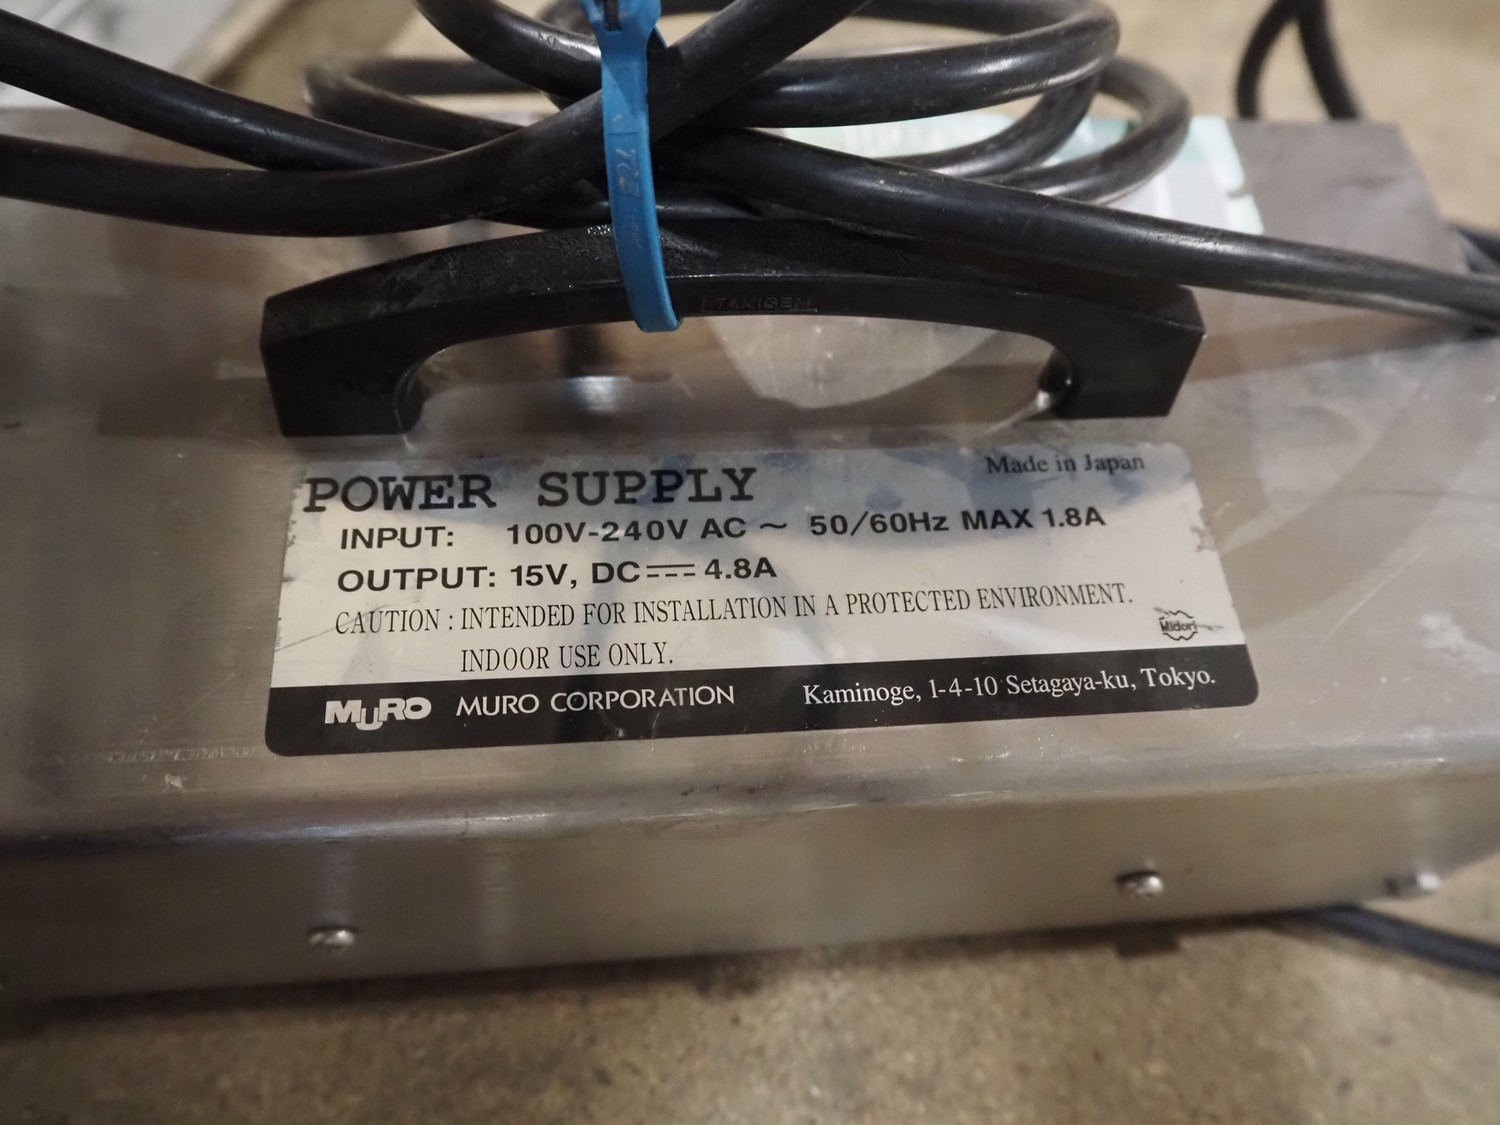 TAKIGEN
POWER SUPPLY
Made in Japan
INPUT: 100V-240V AC ~ 50/60Hz MAX 1.8A
OUTPUT: 15V, DC⎓4.8A
CAUTION : INTENDED FOR INSTALLATION IN A PROTECTED ENVIRONMENT.
INDOOR USE ONLY.
Midori
MURO MURO CORPORATION Kaminoge, 1-4-10 Setagaya-ku, Tokyo.